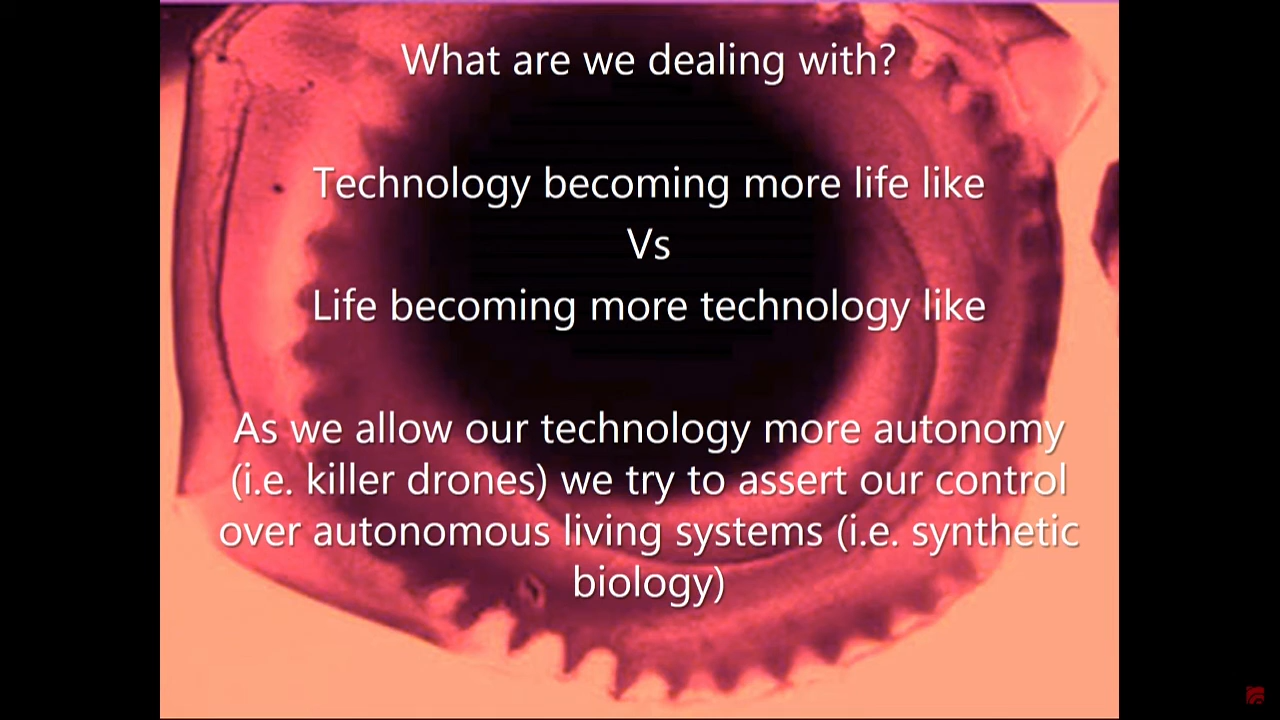 What are we dealing with?
Technology becoming more life like
Vs
Life becoming more technology like
As we allow our technology more autonomy
(i.e. killer drones) we try to assert our control
over autonomous living systems (i.e. synthetic
biology)